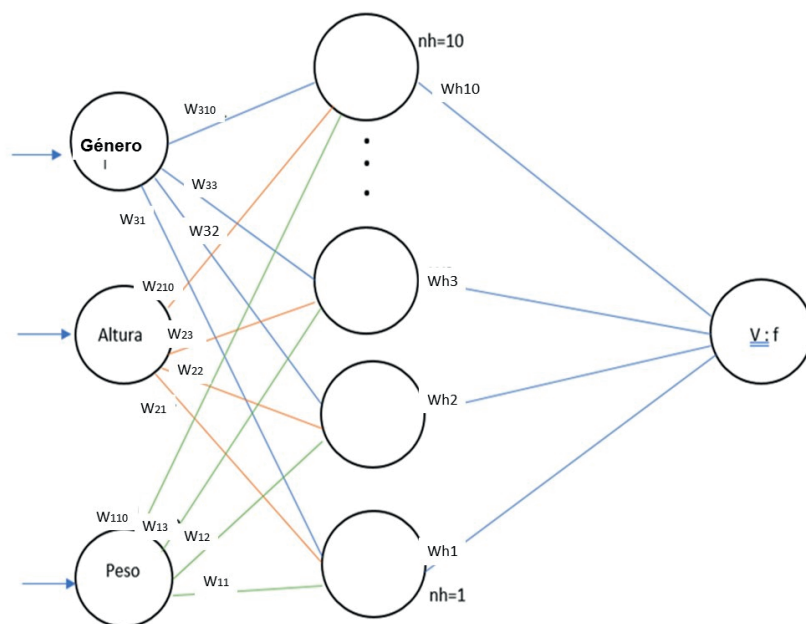 nh=10
Wh10
W310
Género
W33
W31
W32
W210
Wh3
Altura
W23
V : f
W22
Wh2
W21
W110
W13
W12
Wh1
Peso
W11
nh=1